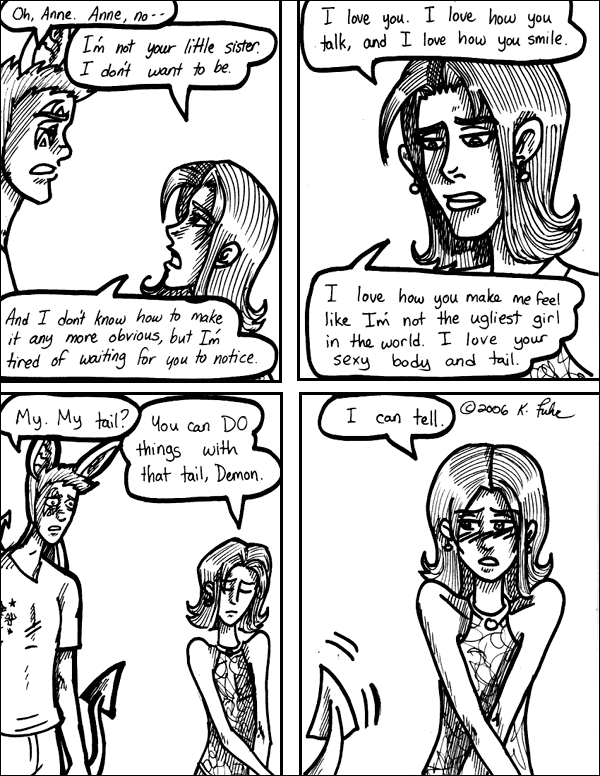 Oh, Anne. Anne, no--
I'm not your little sister.
I don't want to be.
And I don't know how to make
it any more obvious, but I'm
tired of waiting for you to notice.
I love you. I love how you
talk, and I love how you smile.
I love how you make me feel
like I'm not the ugliest girl
in the world. I love your
sexy body and tail.
My. My tail?
You can DO
things with
that tail, Demon.
I can tell.
©2006 K.